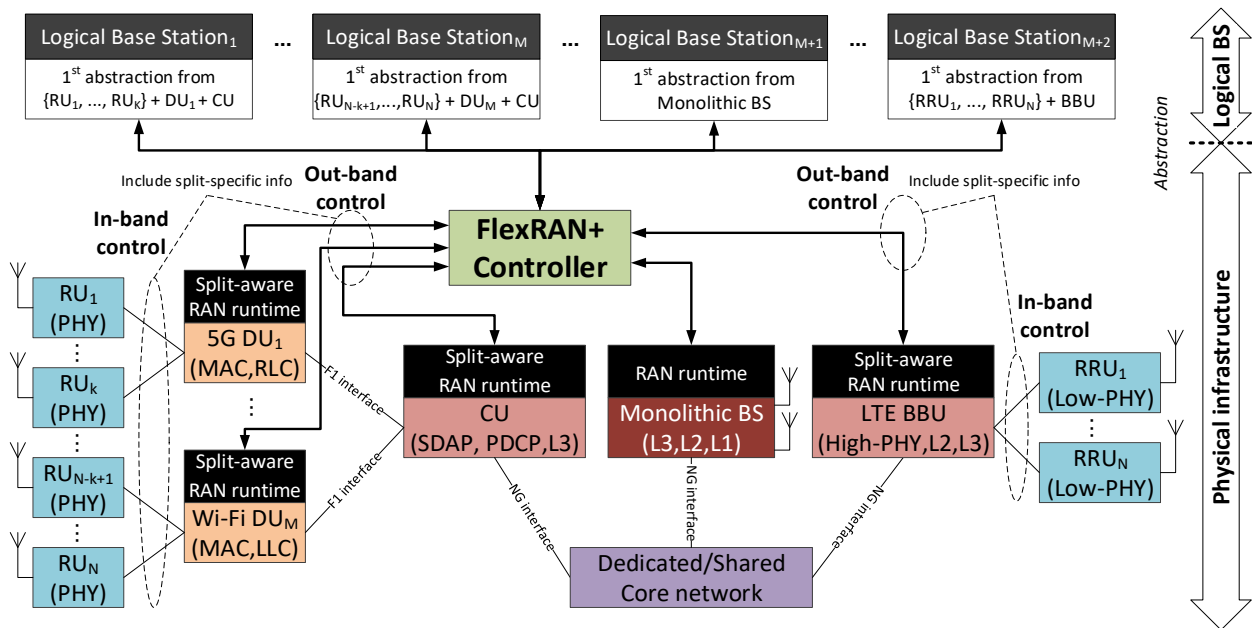 Logical Base Station1
...
Logical Base StationM
...
Logical Base StationM+1
...
Logical Base StationM+2
1st abstraction from
{RU1, ..., RUK} + DU1 + CU
1st abstraction from
{RUN-k+1,...,RUN} + DUM + CU
1st abstraction from
Monolithic BS
1st abstraction from
{RRU1, ..., RRUN} + BBU
Logical BS
Abstraction
Physical infrastructure
Include split-specific info
Out-band
control
Out-band
control
Include split-specific info
In-band
control
FlexRAN+
Controller
In-band
control
RU1
(PHY)
RUk
(PHY)
RUN-k+1
(PHY)
RUN
(PHY)
Split-aware
RAN runtime
5G DU1
(MAC,RLC)
Split-aware
RAN runtime
Wi-Fi DUM
(MAC,LLC)
F1 interface
F1 interface
Split-aware
RAN runtime
CU
(SDAP, PDCP,L3)
RAN runtime
Monolithic BS
(L3,L2,L1)
Split-aware
RAN runtime
LTE BBU
(High-PHY,L2,L3)
RRU1
(Low-PHY)
RRUN
(Low-PHY)
NG interface
NG interface
NG interface
Dedicated/Shared
Core network